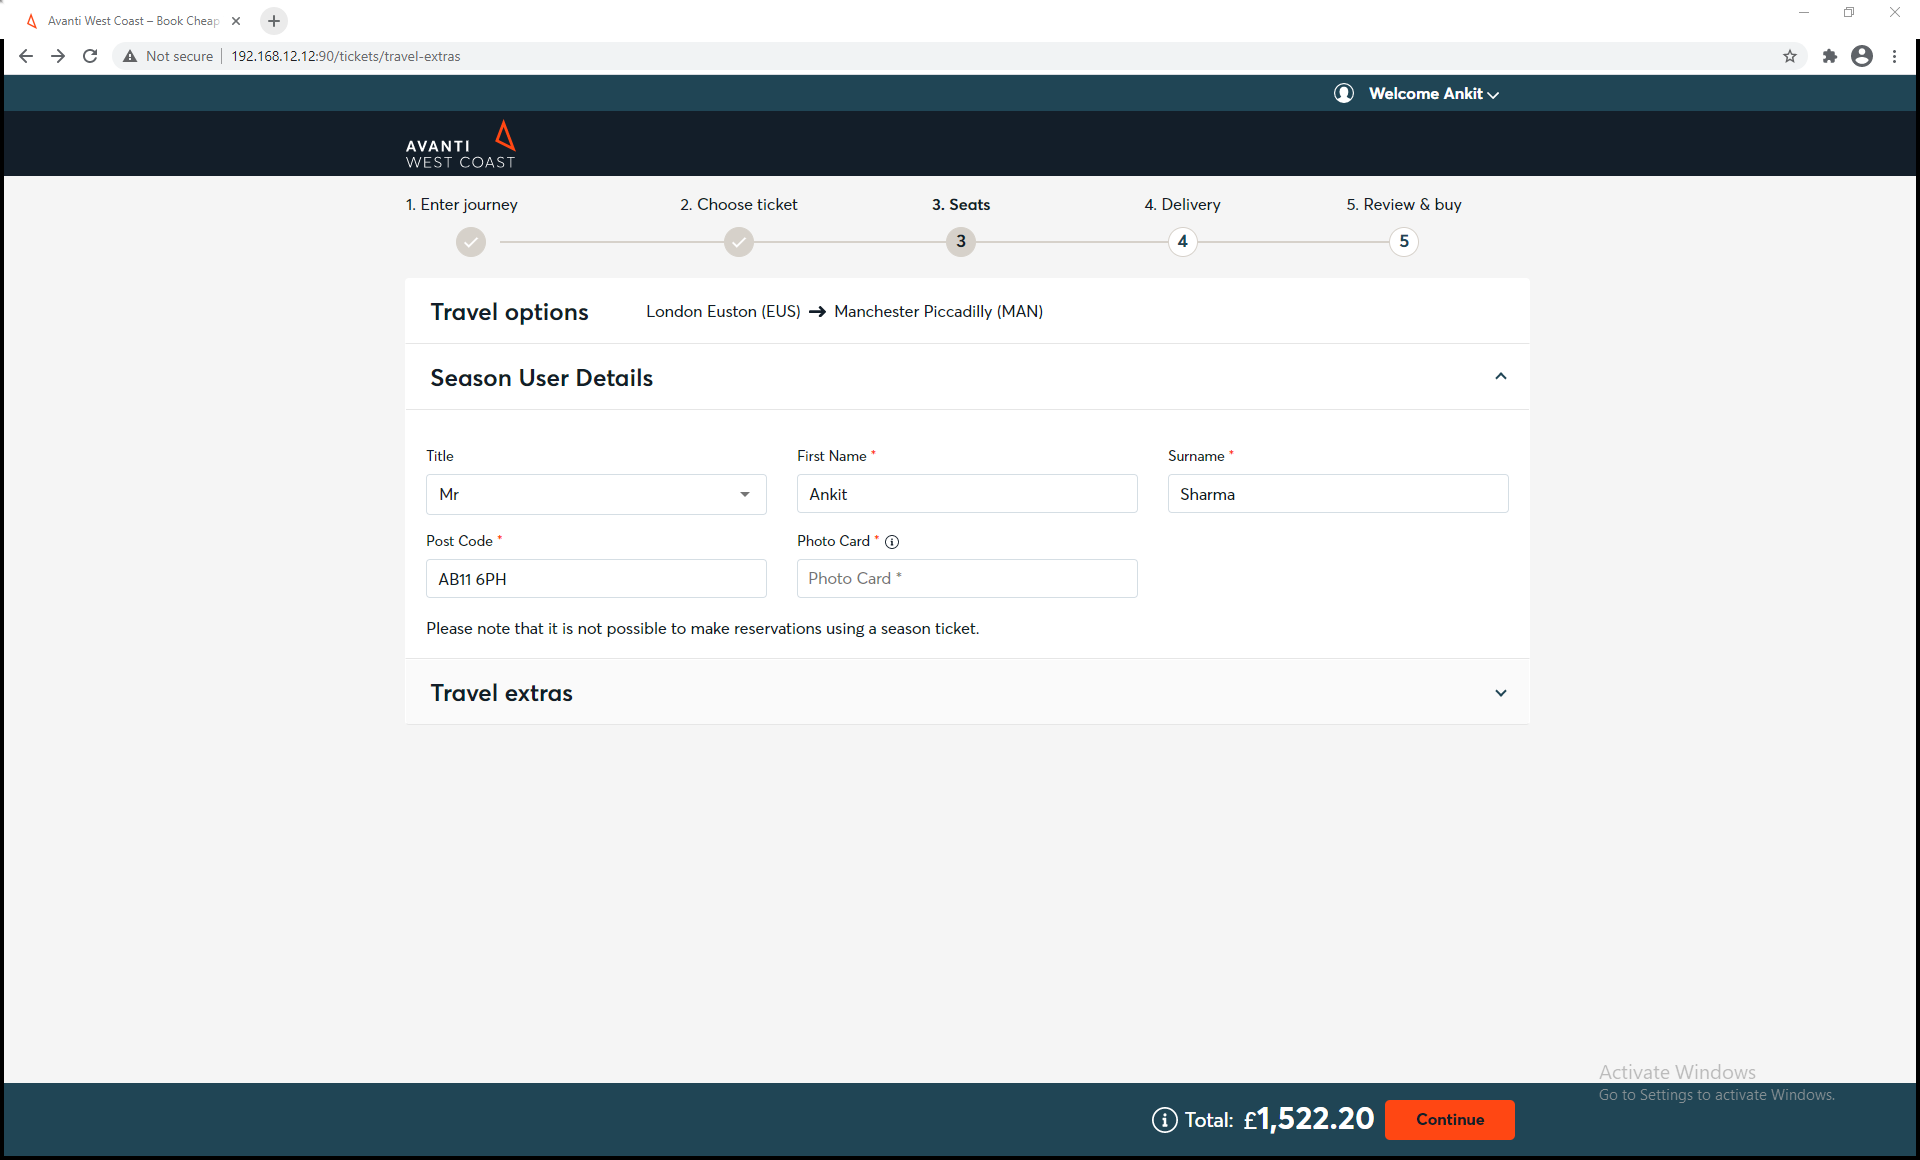 Avanti West Coast – Book Cheap
Not secure
192.168.12.12:90/tickets/travel-extras
Welcome Ankit
AVANTI
WEST COAST
1. Enter journey
2. Choose ticket
3. Seats
4. Delivery
5. Review & buy
3
4
5
Travel options
London Euston (EUS) → Manchester Piccadilly (MAN)
Season User Details
Title
First Name *
Surname *
Mr
Ankit
Sharma
Post Code *
Photo Card *
AB11 6PH
Photo Card *
Please note that it is not possible to make reservations using a season ticket.
Travel extras
Activate Windows
Go to Settings to activate Windows.
Total: £1,522.20
Continue